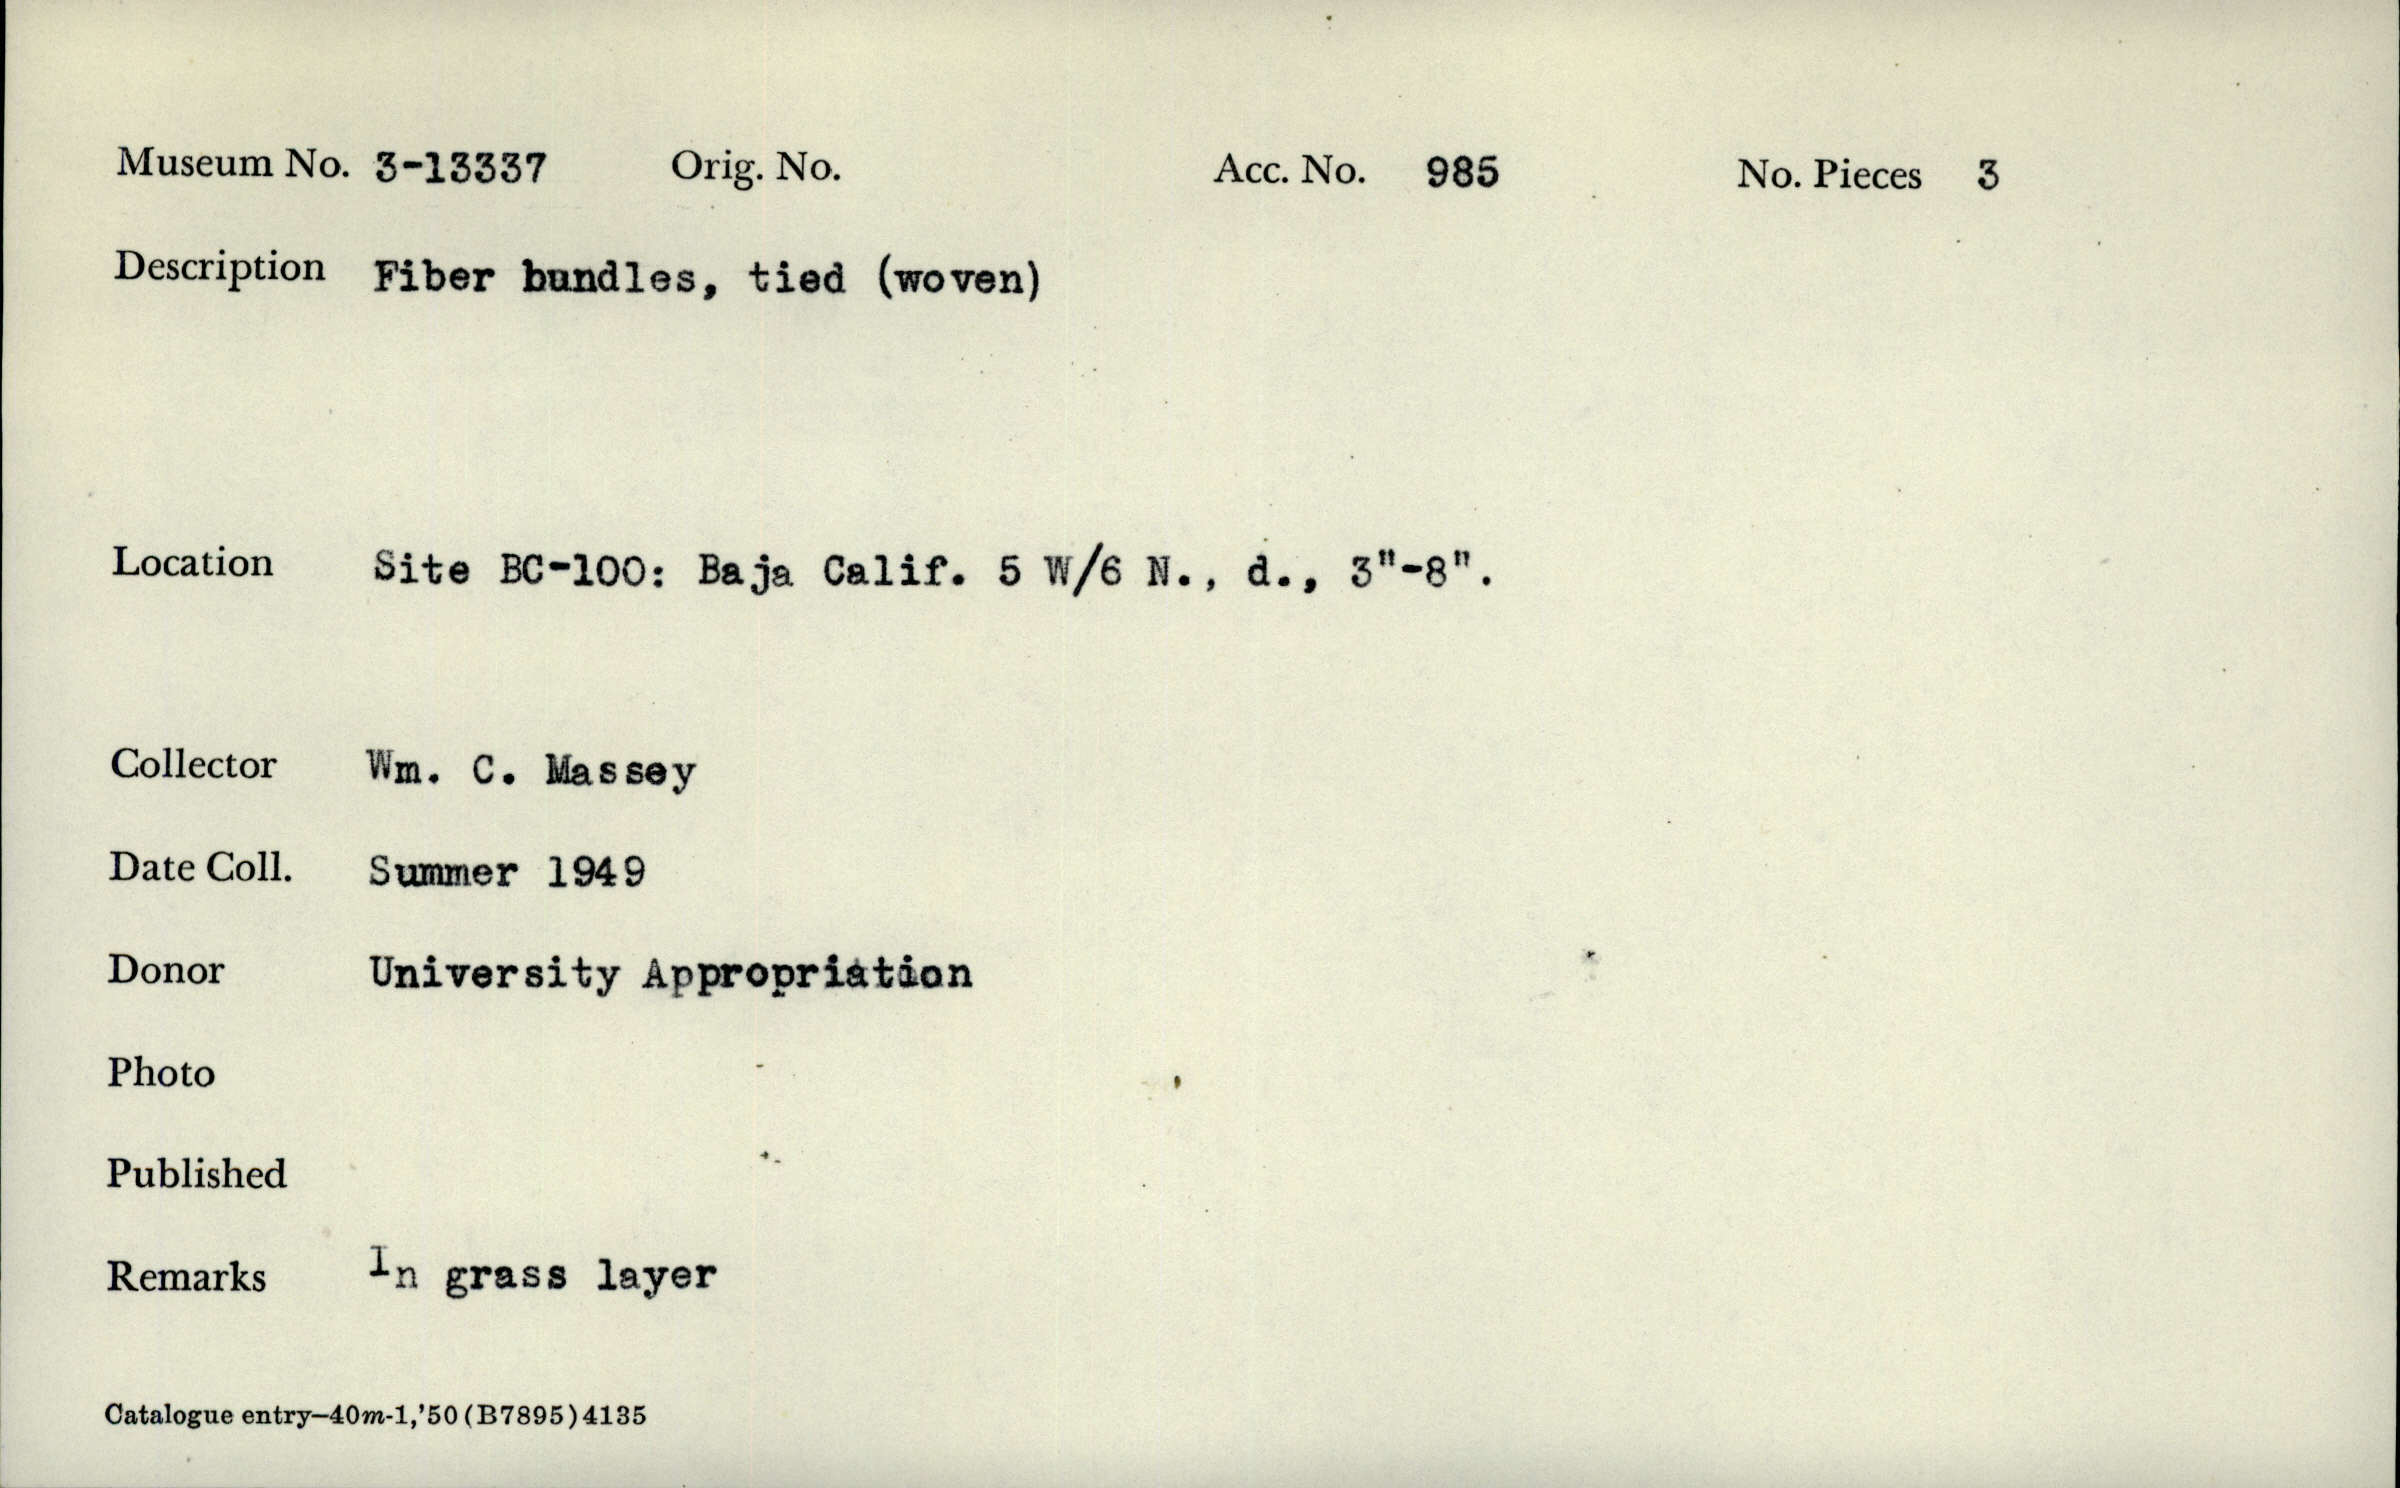 Museum No. 3-13337 Orig. No. Acc. No. 985 No. Pieces 3
Description Fiber bundles, tied (woven)
Location Site BC-100: Baja Calif. 5 W/6 N., d., 3"-8".
Collector Wm. C. Massey
Date Coll. Summer 1949
Donor University Appropriation
Photo
Published
Remarks In grass layer
Catalogue entry—40m-1,'50(B7895)4135